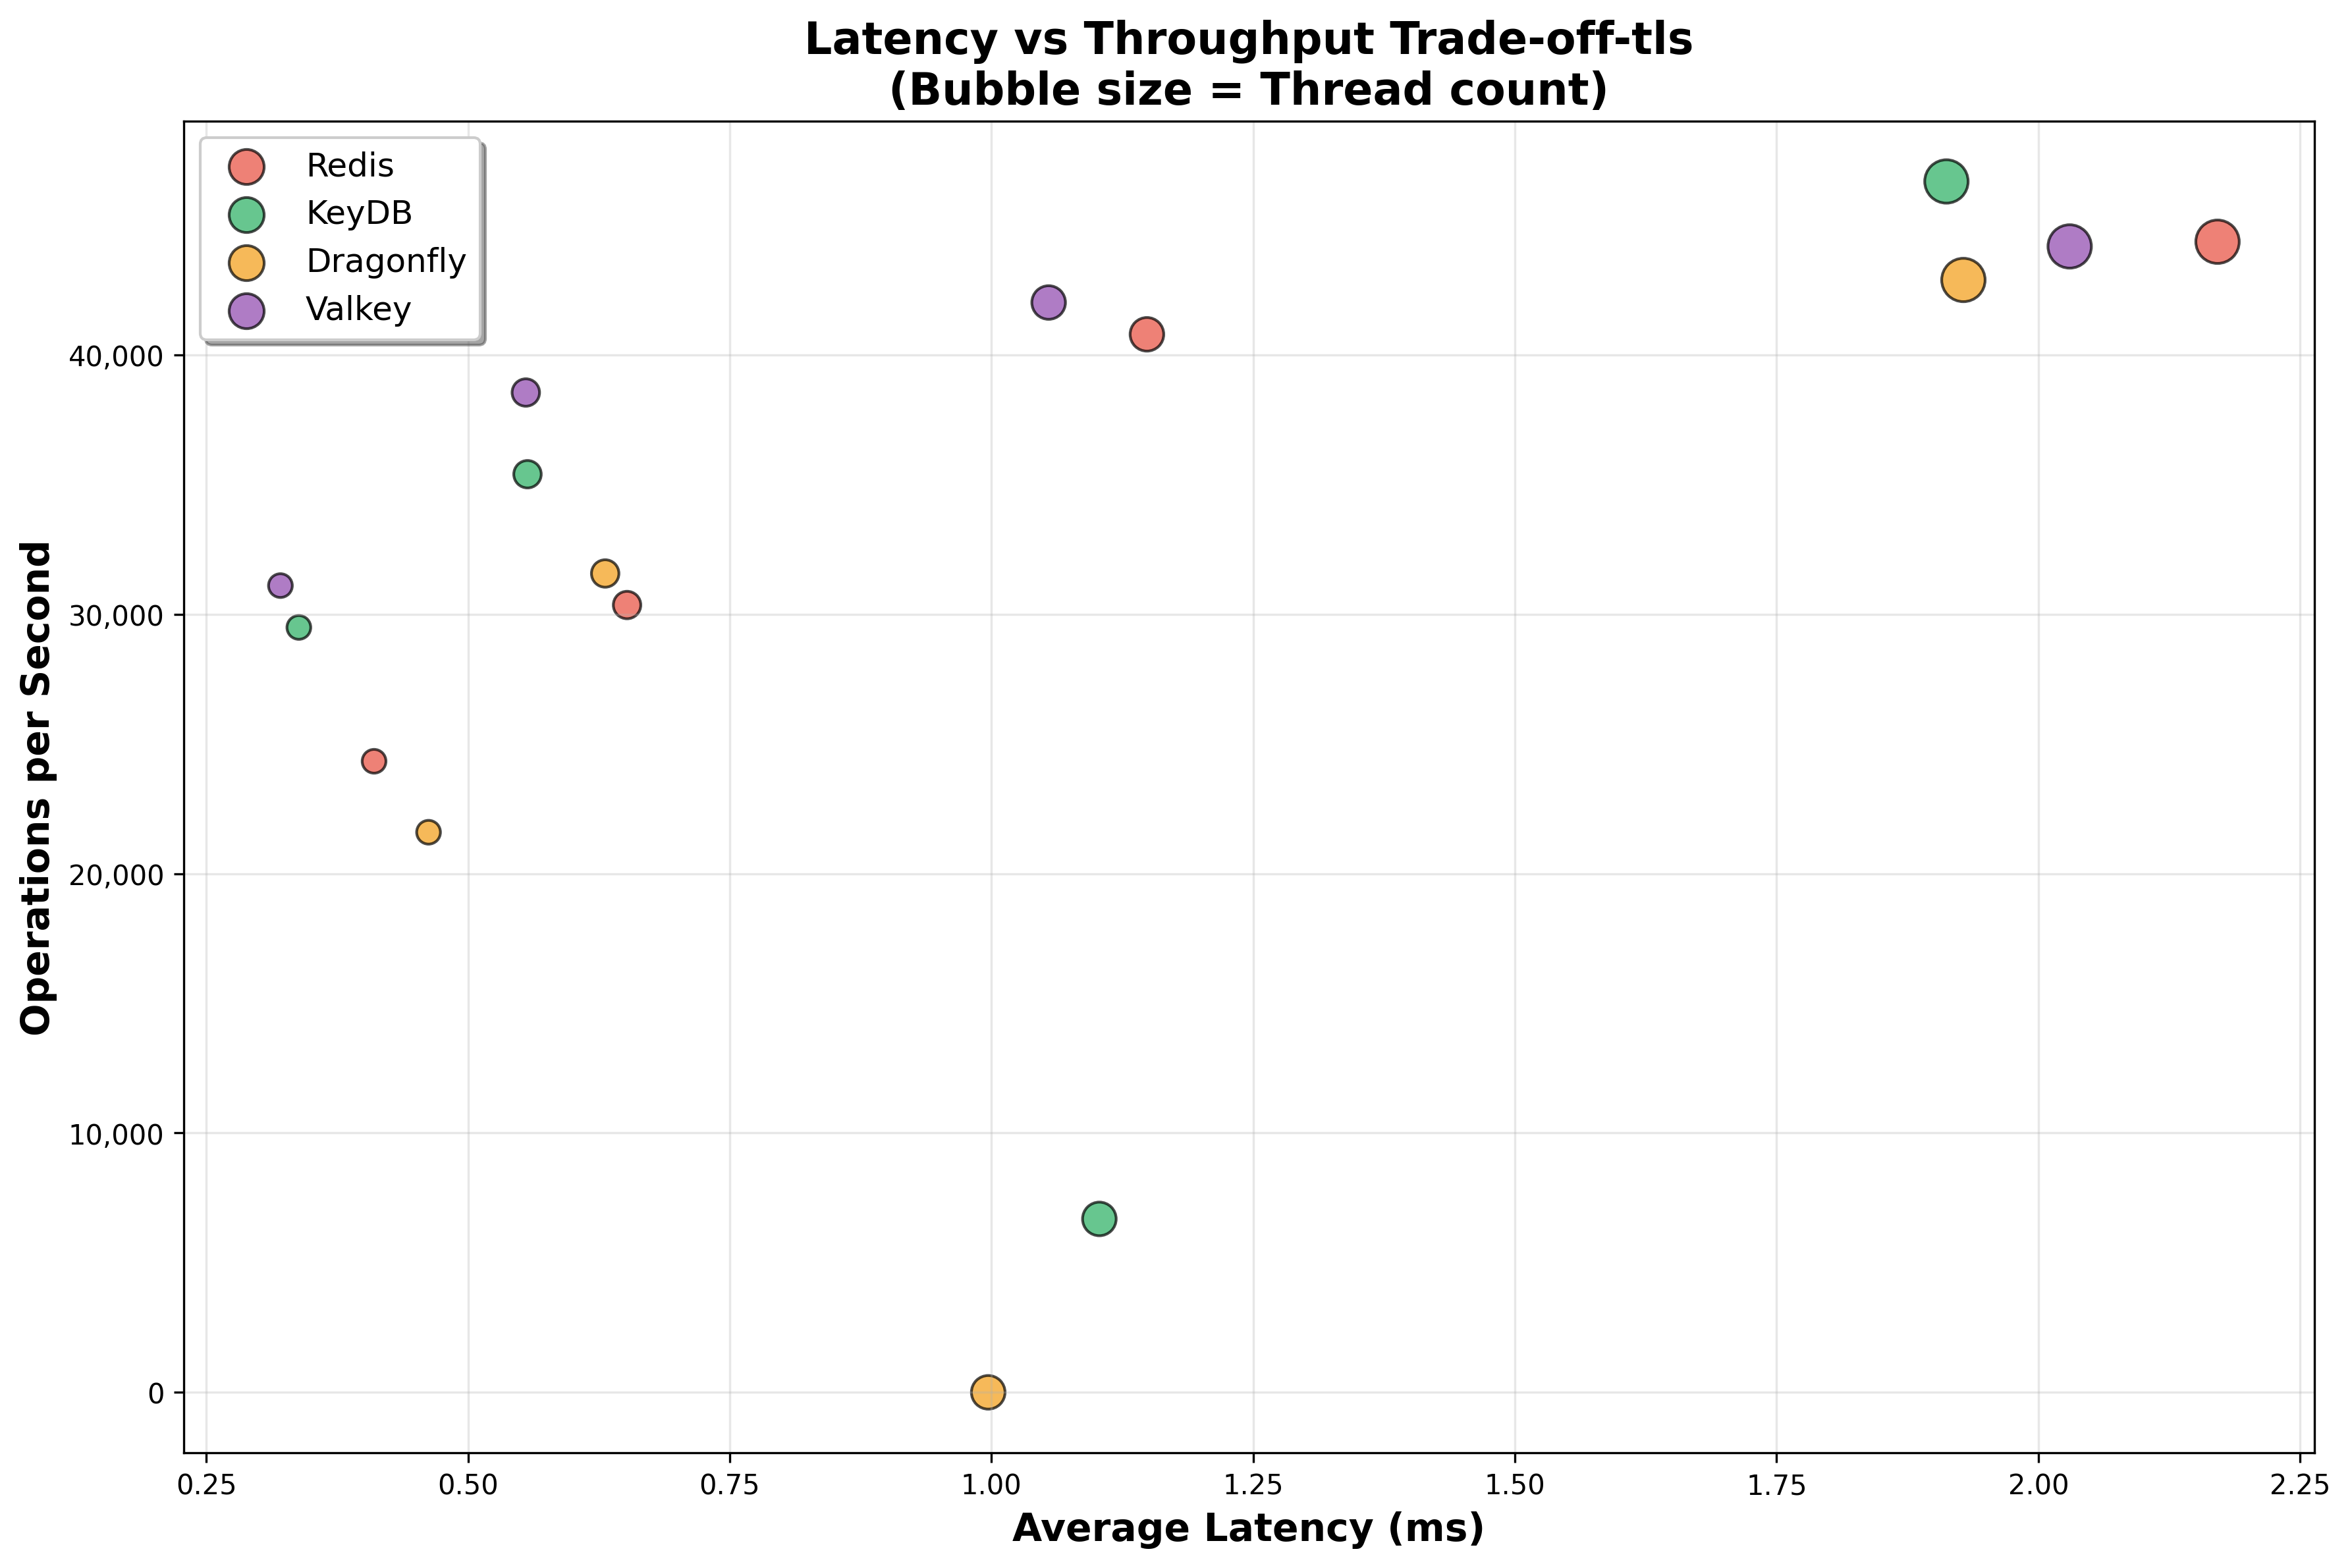 Latency vs Throughput Trade-off-tls
(Bubble size = Thread count)
Redis
KeyDB
Dragonfly
Valkey
Operations per Second
40,000
30,000
20,000
10,000
0
0.25 0.50 0.75 1.00 1.25 1.50 1.75 2.00 2.25
Average Latency (ms)